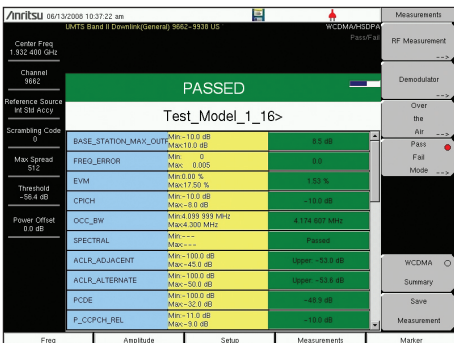 Anritsu 06/13/2008 10:37:22 am
UMTS Band II Downlink(General) 9662-9938 US
WCDMA/HSDPA
Pass/Fail
Center Freq
1.932 400 GHz
Channel
9662
Reference Source
Int Std Accy
Scrambling Code
0
Max Spread
512
Threshold
-56.4 dB
Power Offset
0.0 dB
PASSED
Test_Model_1_16>
BASE_STATION_MAX_OUTP Min:-10.0 dB Max:10.0 dB 8.5 dB
FREQ_ERROR Min: 0 Max: 0.005 0.0
EVM Min:0.00 % Max:17.50 % 1.53 %
CPICH Min:-10.0 dB Max:-8.0 dB -10.0 dB
OCC_BW Min:4.099 999 MHz Max:4.300 MHz 4.174 607 MHz
SPECTRAL Min:--- Max:--- Passed
ACLR_ADJACENT Min:-100.0 dB Max:-45.0 dB Upper: -53.0 dB
ACLR_ALTERNATE Min:-100.0 dB Max:-50.0 dB Upper: -53.6 dB
PCDE Min:-100.0 dB Max:-32.0 dB -40.9 dB
P_CCPCH_REL Min:-11.0 dB Max:-9.0 dB -10.0 dB
Measurements
RF Measurement
-->
Demodulator
-->
Over
the
Air -->
Pass
Fail
Mode -->
WCDMA
Summary
Save
Measurement
Freq Amplitude Setup Measurements Marker